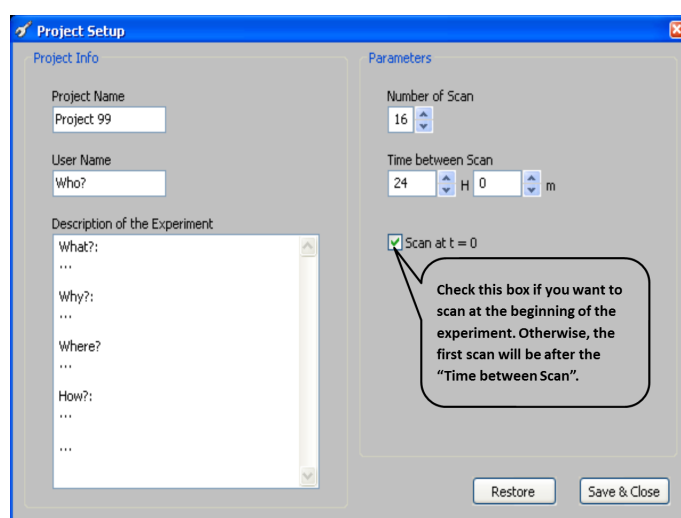 Project Setup
Project Info
Project Name
Project 99
User Name
Who?
Description of the Experiment
What?:
...
Why?:
...
Where?
...
How?:
...
...
Parameters
Number of Scan
16
Time between Scan
24 H 0 m
Scan at t = 0
Check this box if you want to
scan at the beginning of the
experiment. Otherwise, the
first scan will be after the
“Time between Scan”.
Restore Save & Close